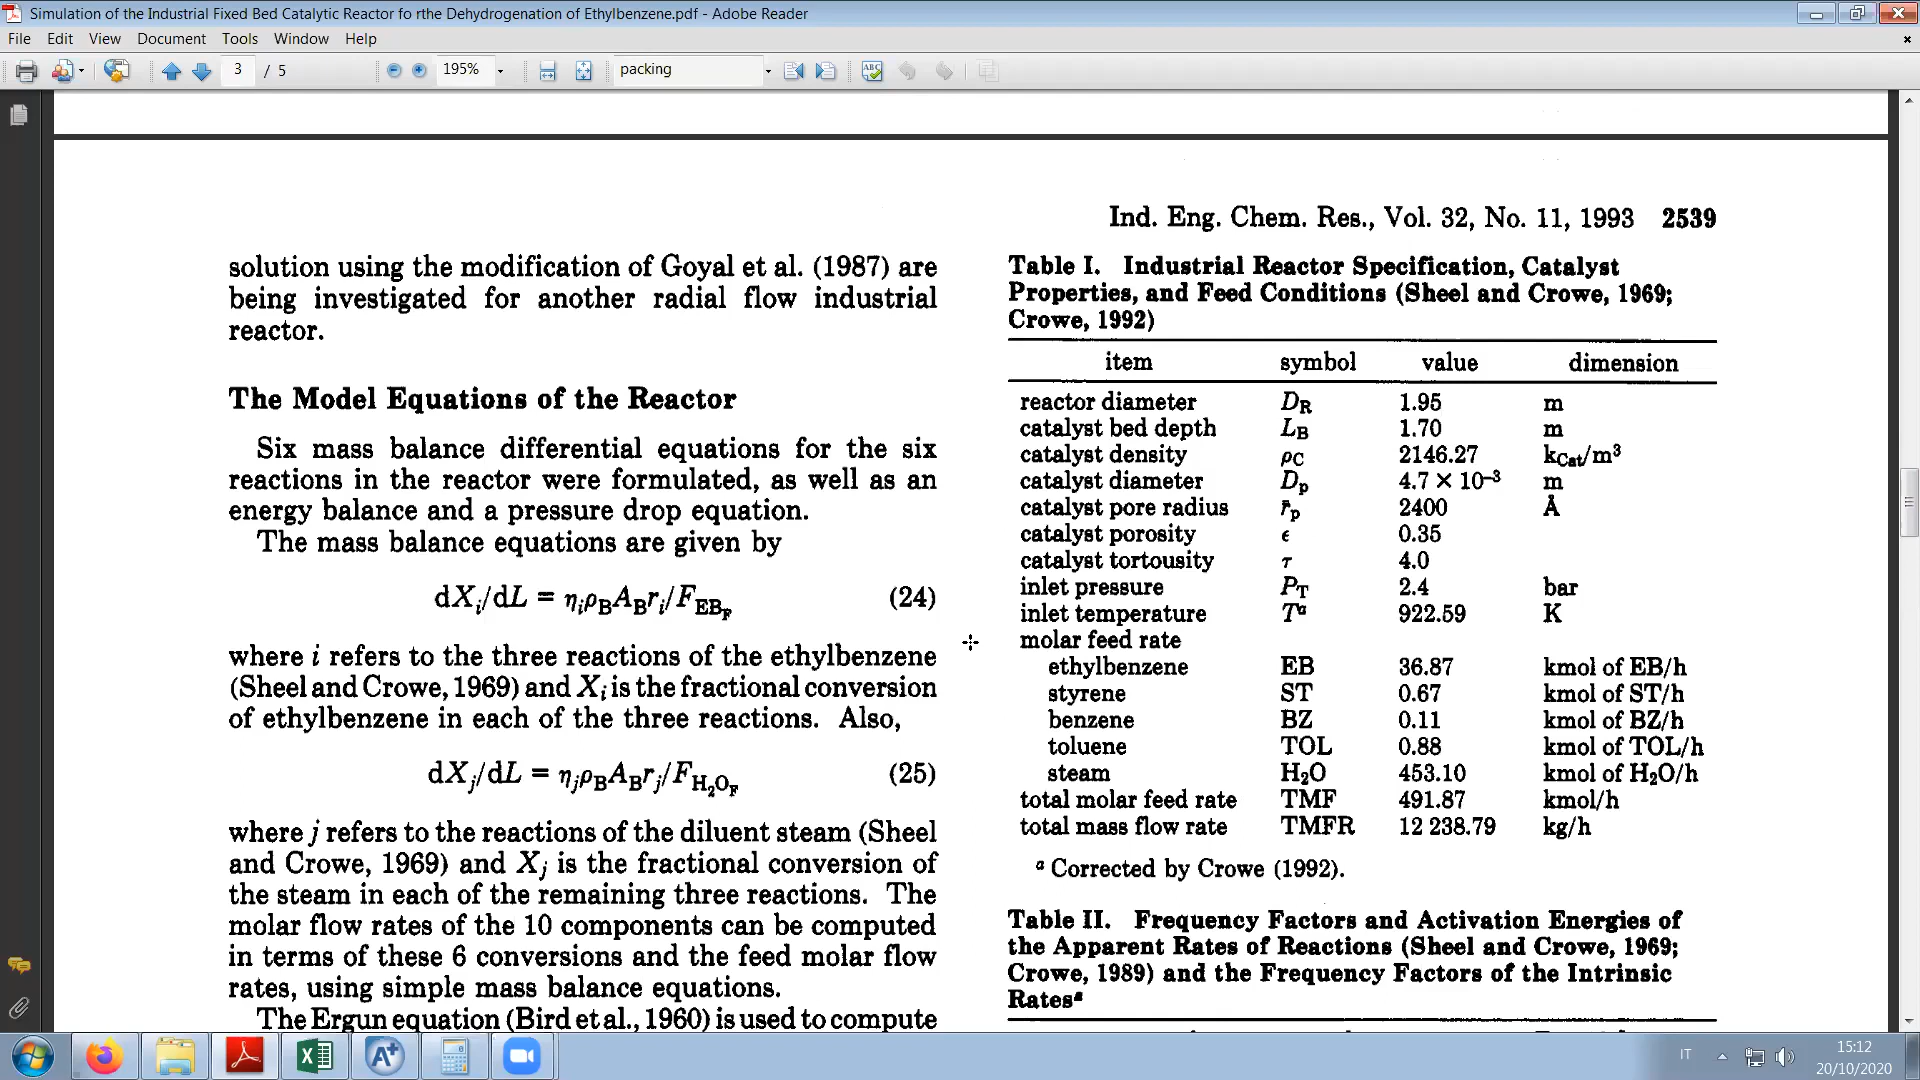 Simulation of the Industrial Fixed Bed Catalytic Reactor fo rthe Dehydrogenation of Ethylbenzene.pdf - Adobe Reader
File Edit View Document Tools Window Help
3 / 5 195% packing
solution using the modification of Goyal et al. (1987) are
being investigated for another radial flow industrial
reactor.
The Model Equations of the Reactor
Six mass balance differential equations for the six
reactions in the reactor were formulated, as well as an
energy balance and a pressure drop equation.
The mass balance equations are given by
dXᵢ/dL = ηᵢρ_B A_B rᵢ/F_EB_F (24)
where i refers to the three reactions of the ethylbenzene
(Sheel and Crowe, 1969) and Xᵢ is the fractional conversion
of ethylbenzene in each of the three reactions. Also,
dXⱼ/dL = ηⱼρ_B A_B rⱼ/F_H₂O_F (25)
where j refers to the reactions of the diluent steam (Sheel
and Crowe, 1969) and Xⱼ is the fractional conversion of
the steam in each of the remaining three reactions. The
molar flow rates of the 10 components can be computed
in terms of these 6 conversions and the feed molar flow
rates, using simple mass balance equations.
The Ergun equation (Bird et al., 1960) is used to compute
Ind. Eng. Chem. Res., Vol. 32, No. 11, 1993 2539
Table I. Industrial Reactor Specification, Catalyst
Properties, and Feed Conditions (Sheel and Crowe, 1969;
Crowe, 1992)
item symbol value dimension
reactor diameter D_R 1.95 m
catalyst bed depth L_B 1.70 m
catalyst density ρ_C 2146.27 k_Cat/m³
catalyst diameter D_p 4.7 × 10⁻³ m
catalyst pore radius r̄_p 2400 Å
catalyst porosity ϵ 0.35
catalyst tortousity τ 4.0
inlet pressure P_T 2.4 bar
inlet temperature Tᵃ 922.59 K
molar feed rate
ethylbenzene EB 36.87 kmol of EB/h
styrene ST 0.67 kmol of ST/h
benzene BZ 0.11 kmol of BZ/h
toluene TOL 0.88 kmol of TOL/h
steam H₂O 453.10 kmol of H₂O/h
total molar feed rate TMF 491.87 kmol/h
total mass flow rate TMFR 12 238.79 kg/h
ᵃ Corrected by Crowe (1992).
Table II. Frequency Factors and Activation Energies of
the Apparent Rates of Reactions (Sheel and Crowe, 1969;
Crowe, 1989) and the Frequency Factors of the Intrinsic
Ratesᵃ
IT 15:12
20/10/2020